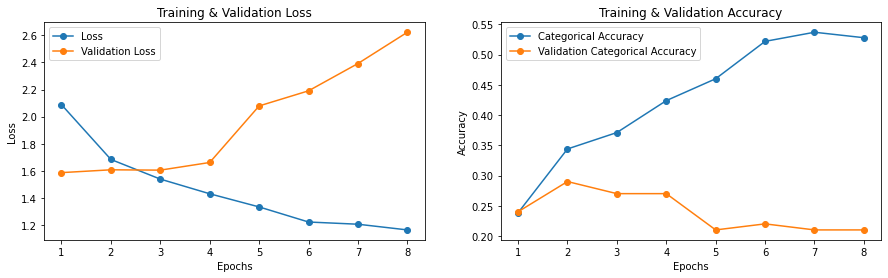 Training & Validation Loss
Loss
Validation Loss
Loss
2.6
2.4
2.2
2.0
1.8
1.6
1.4
1.2
1 2 3 4 5 6 7 8
Epochs
Training & Validation Accuracy
Categorical Accuracy
Validation Categorical Accuracy
Accuracy
0.55
0.50
0.45
0.40
0.35
0.30
0.25
0.20
1 2 3 4 5 6 7 8
Epochs